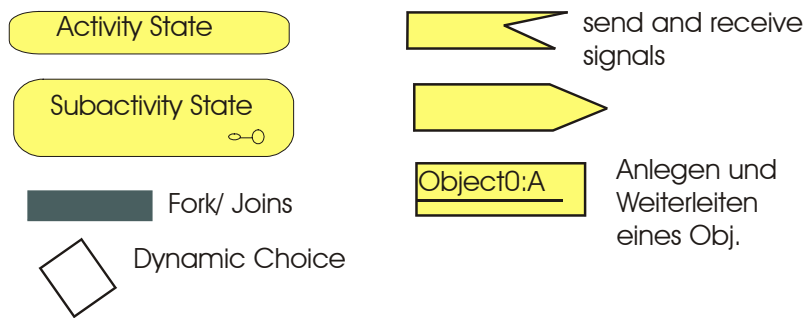 Activity State
Subactivity State
Fork/ Joins
Dynamic Choice
send and receive
signals
Object0:A
Anlegen und
Weiterleiten
eines Obj.